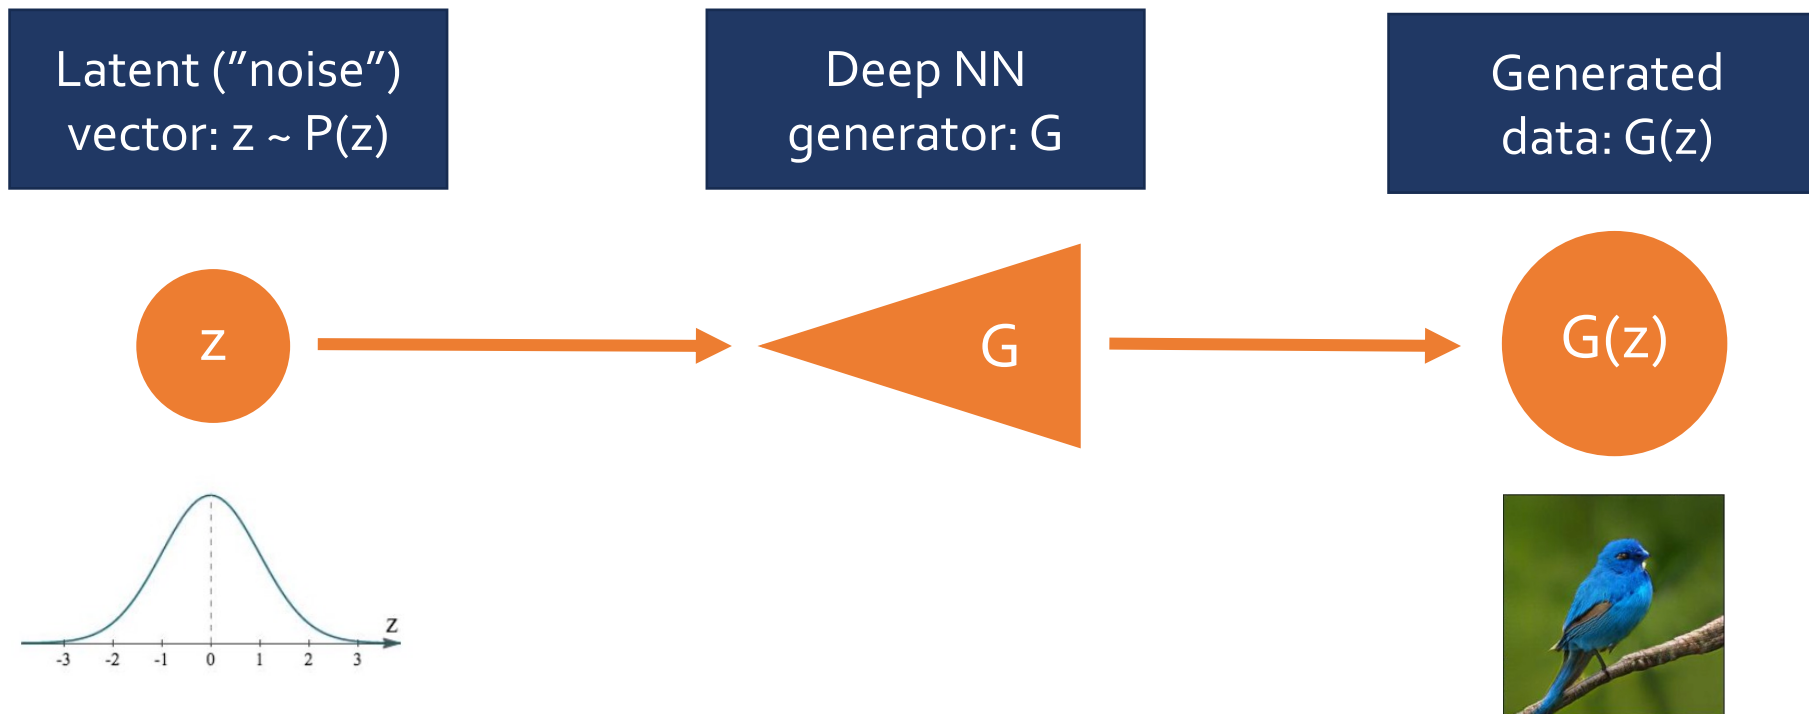 Latent (”noise”)
vector: z ~ P(z)
Deep NN
generator: G
Generated
data: G(z)
z
G
G(z)
z
-3 -2 -1 0 1 2 3